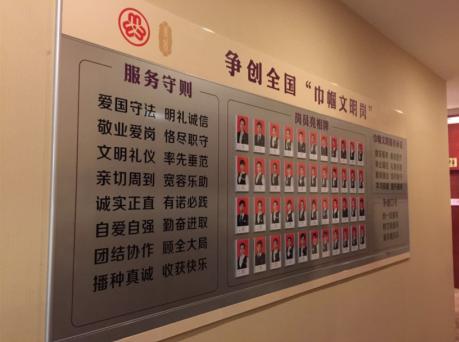 争创全国“巾帼文明岗”
服务守则
爱国守法 明礼诚信
敬业爱岗 恪尽职守
文明礼仪 率先垂范
亲切周到 宽容乐助
诚实正直 有诺必践
自爱自强 勤奋进取
团结协作 顾全大局
播种真诚 收获快乐
岗员亮相牌